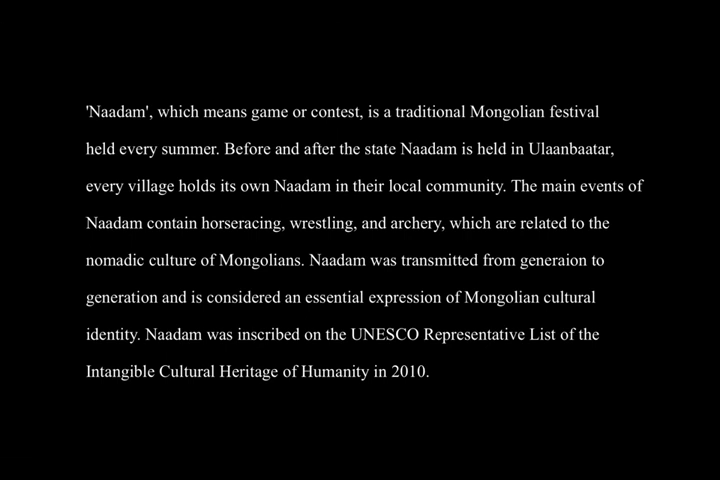 'Naadam', which means game or contest, is a traditional Mongolian festival
held every summer. Before and after the state Naadam is held in Ulaanbaatar,
every village holds its own Naadam in their local community. The main events of
Naadam contain horseracing, wrestling, and archery, which are related to the
nomadic culture of Mongolians. Naadam was transmitted from generaion to
generation and is considered an essential expression of Mongolian cultural
identity. Naadam was inscribed on the UNESCO Representative List of the
Intangible Cultural Heritage of Humanity in 2010.